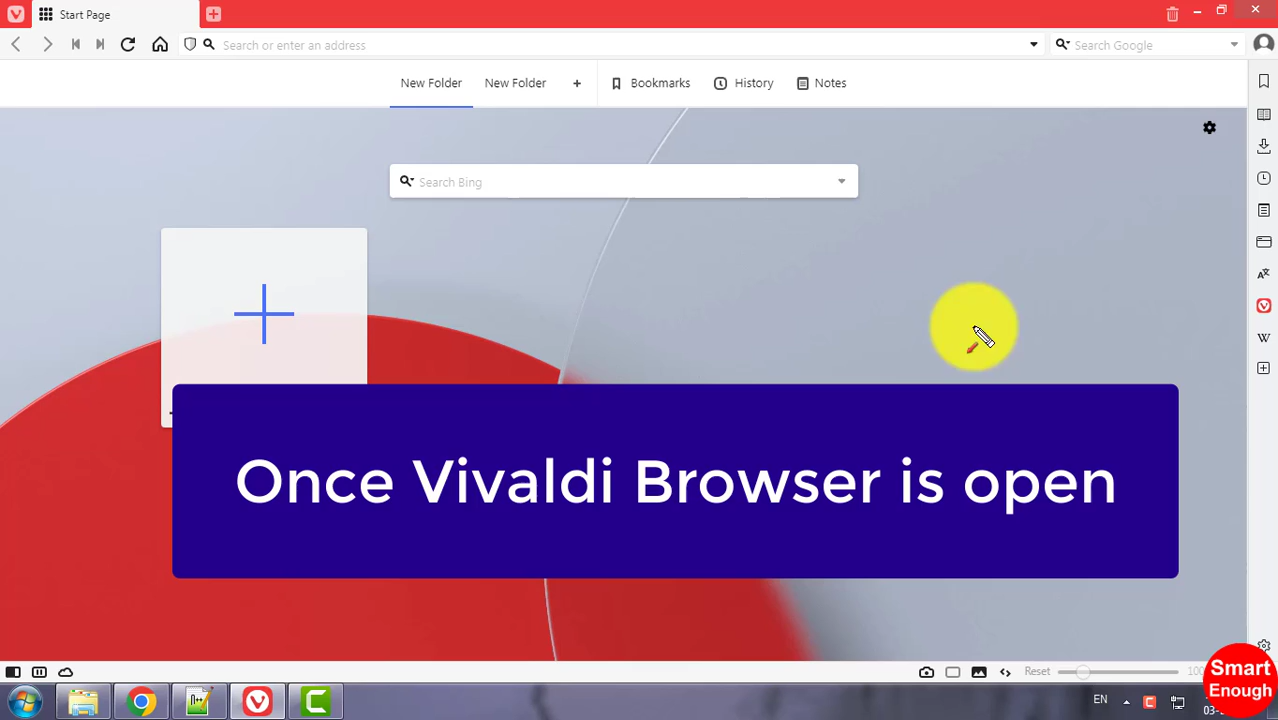 Start Page
Search or enter an address
Search Google
New Folder
New Folder
Bookmarks
History
Notes
Search Bing
Once Vivaldi Browser is open
Reset
EN
Smart
Enough